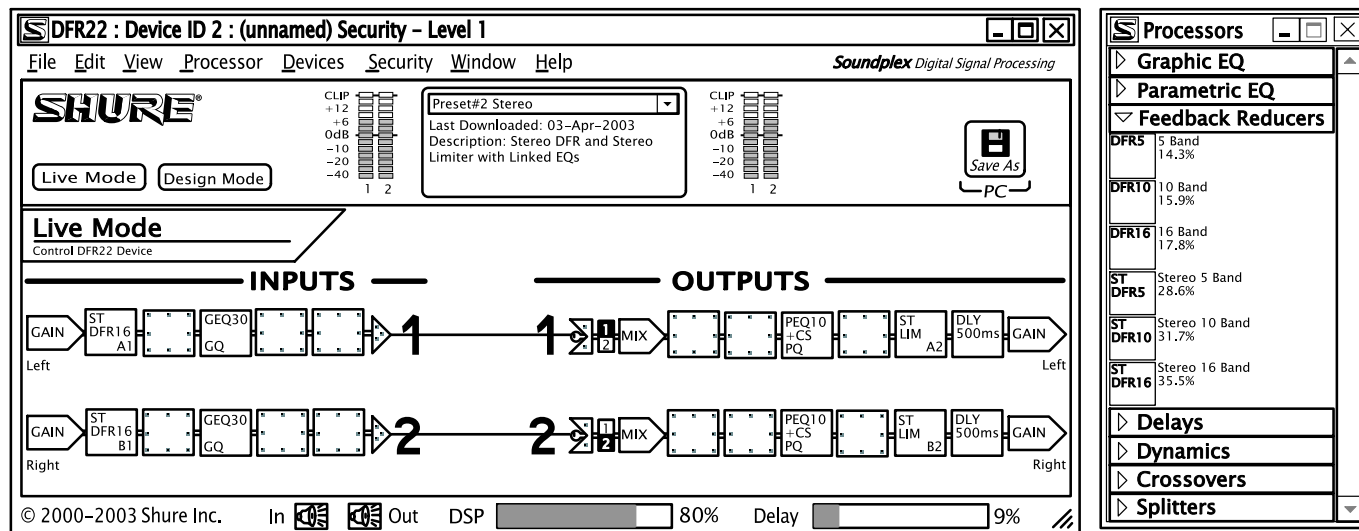 DFR22 : Device ID 2 : (unnamed) Security – Level 1
File Edit View Processor Devices Security Window Help
Soundplex Digital Signal Processing
SHURE®
Live Mode
Design Mode
CLIP
+12
+6
0dB
-10
-20
-40
1 2
Preset#2 Stereo
Last Downloaded: 03-Apr-2003
Description: Stereo DFR and Stereo
Limiter with Linked EQs
CLIP
+12
+6
0dB
-10
-20
-40
1 2
Save As
PC
Live Mode
Control DFR22 Device
INPUTS
OUTPUTS
GAIN
ST
DFR16
A1
GEQ30
GQ
1
1
1
2
MIX
PEQ10
+CS
PQ
ST
LIM
A2
DLY
500ms
GAIN
Left
Left
GAIN
ST
DFR16
B1
GEQ30
GQ
2
2
1
2
MIX
PEQ10
+CS
PQ
ST
LIM
B2
DLY
500ms
GAIN
Right
Right
© 2000–2003 Shure Inc.
In
Out
DSP
80%
Delay
9%
Processors
Graphic EQ
Parametric EQ
Feedback Reducers
DFR5
5 Band
14.3%
DFR10
10 Band
15.9%
DFR16
16 Band
17.8%
ST
DFR5
Stereo 5 Band
28.6%
ST
DFR10
Stereo 10 Band
31.7%
ST
DFR16
Stereo 16 Band
35.5%
Delays
Dynamics
Crossovers
Splitters